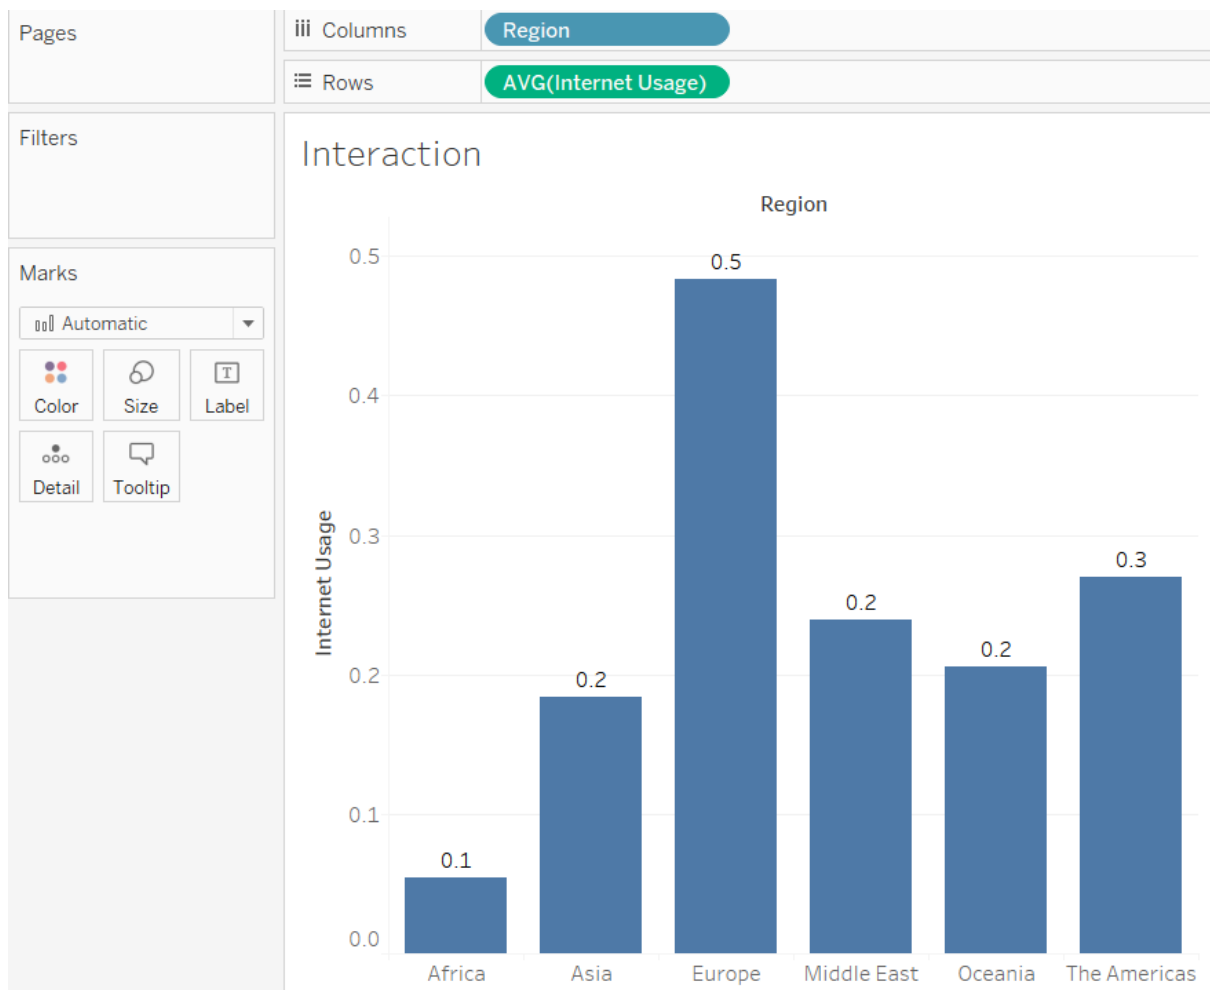 Pages
Columns
Region
Rows
AVG(Internet Usage)
Filters
Marks
Automatic
Color
Size
T
Label
Detail
Tooltip
Interaction
Region
Internet Usage
0.5
0.4
0.3
0.2
0.1
0.0
0.1
0.2
0.5
0.2
0.2
0.3
Africa
Asia
Europe
Middle East
Oceania
The Americas